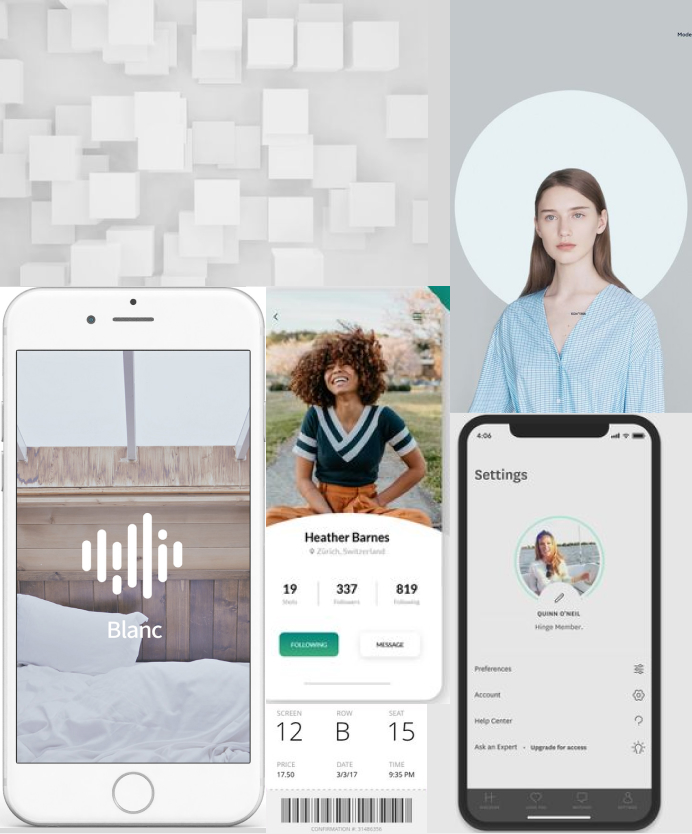 Mode
Heather Barnes
Zürich, Switzerland
19
337
819
Shots
Followers
Following
FOLLOWING
MESSAGE
Blanc
SCREEN
ROW
SEAT
12
B
15
PRICE
DATE
TIME
17.50
3/3/17
9:35 PM
CONFIRMATION #: 31486356
4:06
Settings
QUINN O'NEIL
Hinge Member.
Preferences
Account
Help Center
Ask an Expert • Upgrade for access
SETTINGS